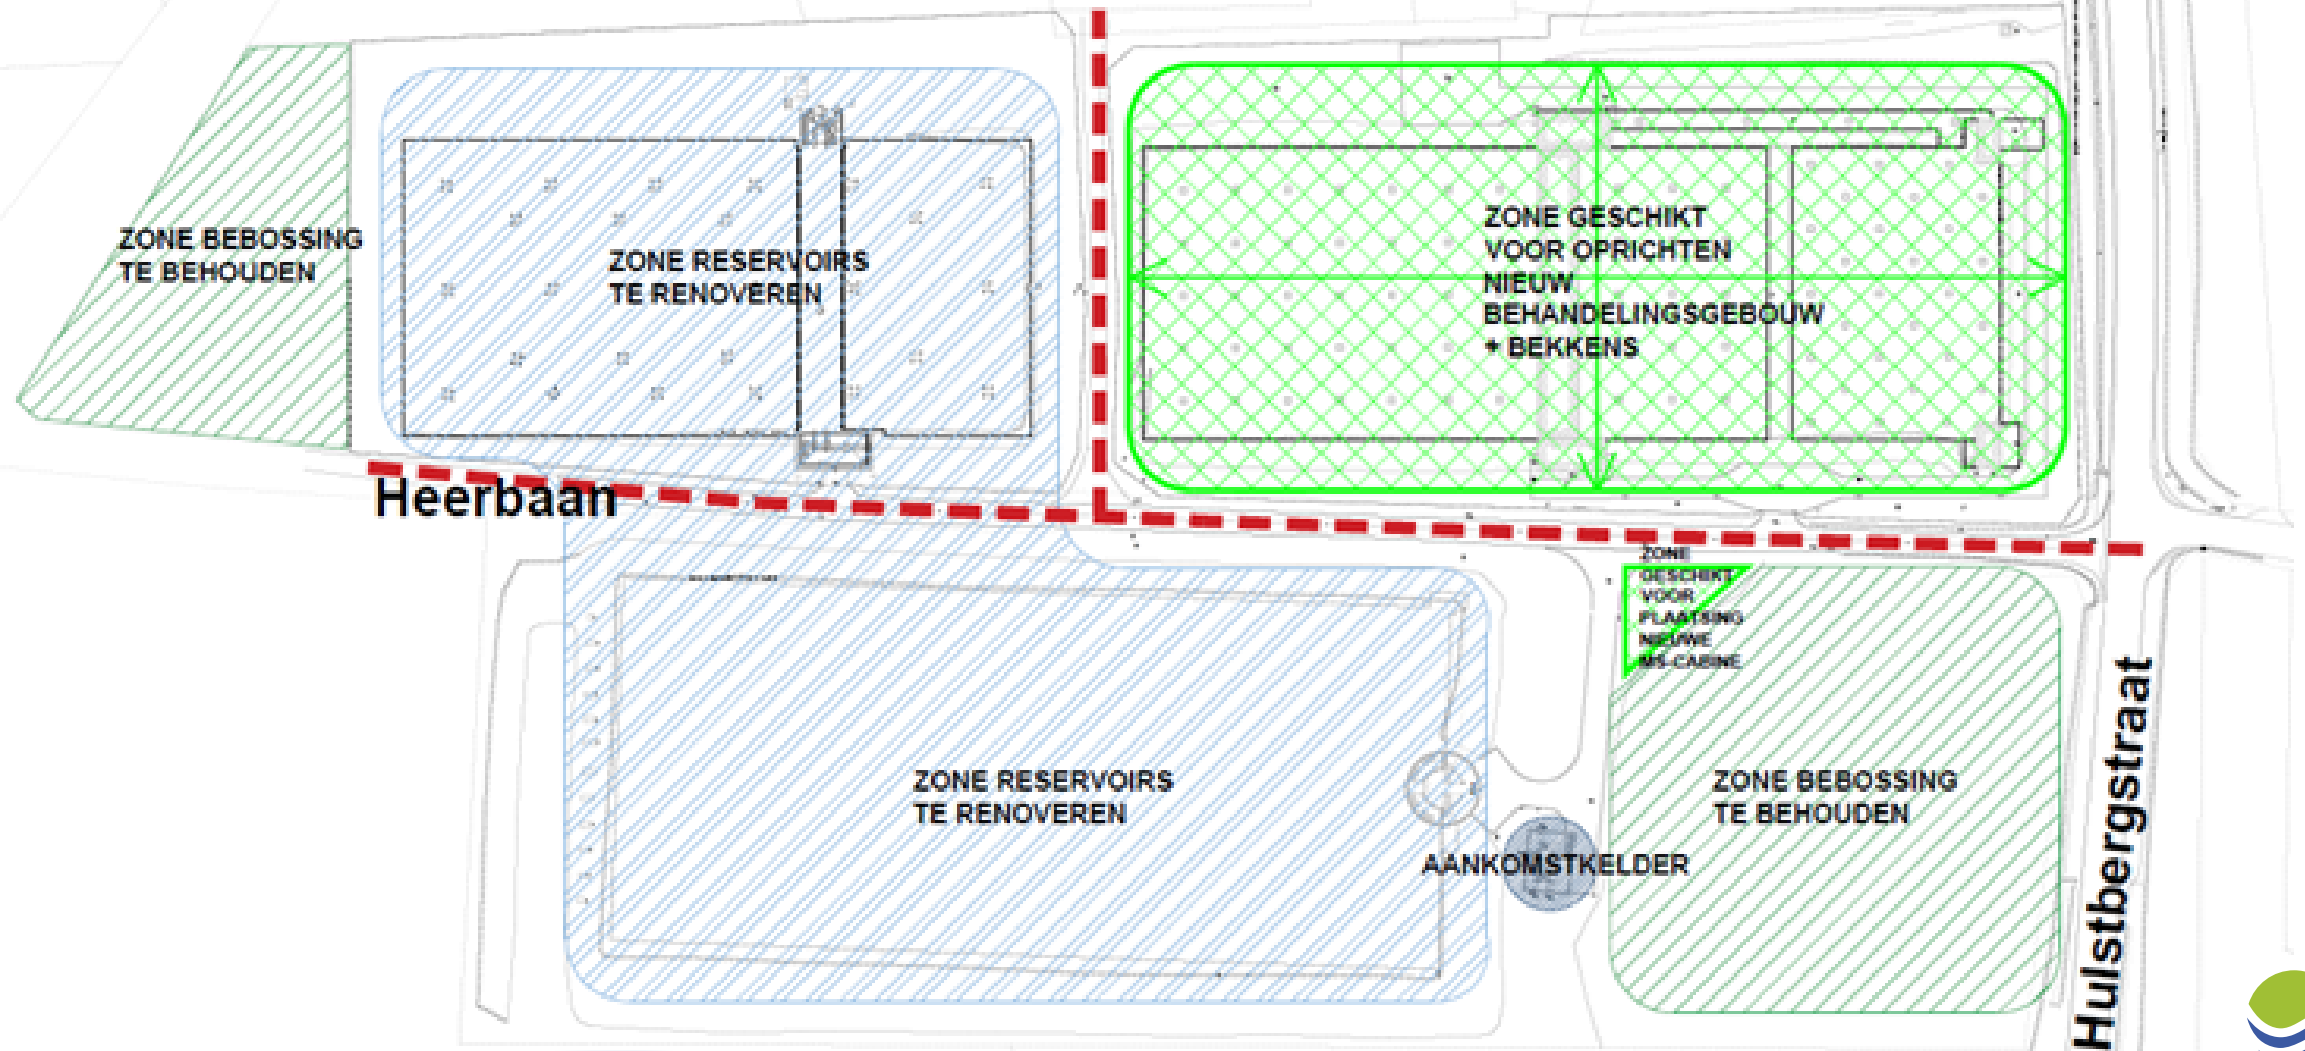 ZONE BEBOSSING
TE BEHOUDEN
ZONE RESERVOIRS
TE RENOVEREN
ZONE GESCHIKT
VOOR OPRICHTEN
NIEUW
BEHANDELINGSGEBOUW
+ BEKKENS
Heerbaan
ZONE
GESCHIKT
VOOR
PLAATSING
NIEUWE
MS-CABINE
ZONE RESERVOIRS
TE RENOVEREN
AANKOMSTKELDER
ZONE BEBOSSING
TE BEHOUDEN
Hulstbergstraat